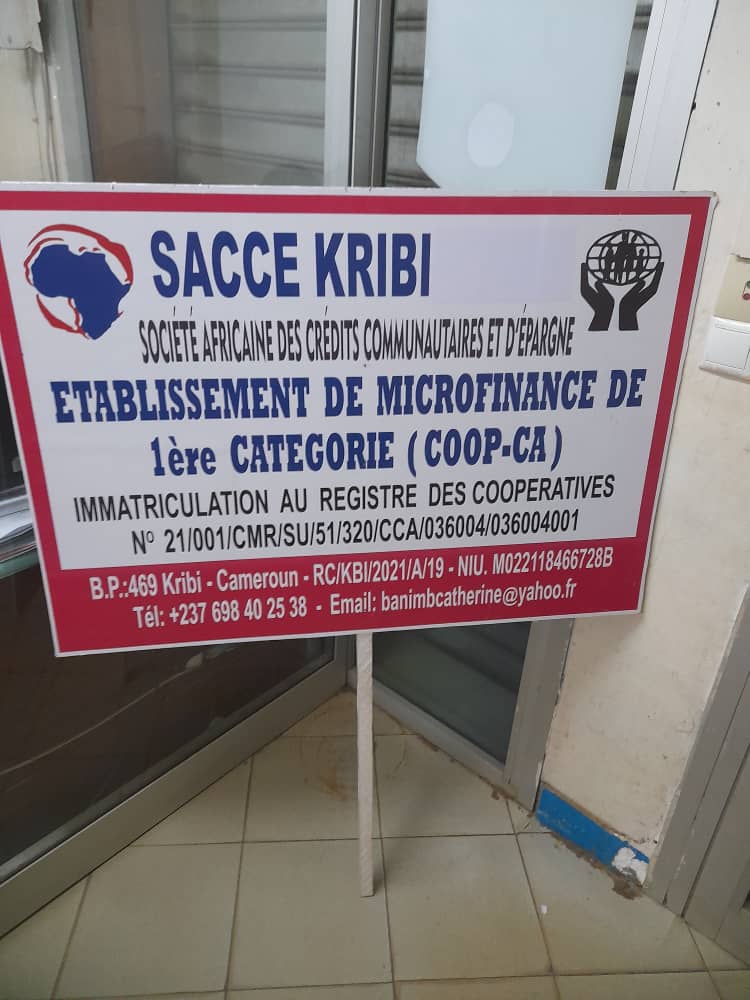 SACCE KRIBI
SOCIÉTÉ AFRICAINE DES CRÉDITS COMMUNAUTAIRES ET D'ÉPARGNE
ETABLISSEMENT DE MICROFINANCE DE
1ère CATEGORIE (COOP-CA)
IMMATRICULATION AU REGISTRE DES COOPERATIVES
N° 21/001/CMR/SU/51/320/CCA/036004/036004001
B.P.:469 Kribi - Cameroun - RC/KBI/2021/A/19 - NIU. M022118466728B
Tél: +237 698 40 25 38 - Email: banimbcatherine@yahoo.fr